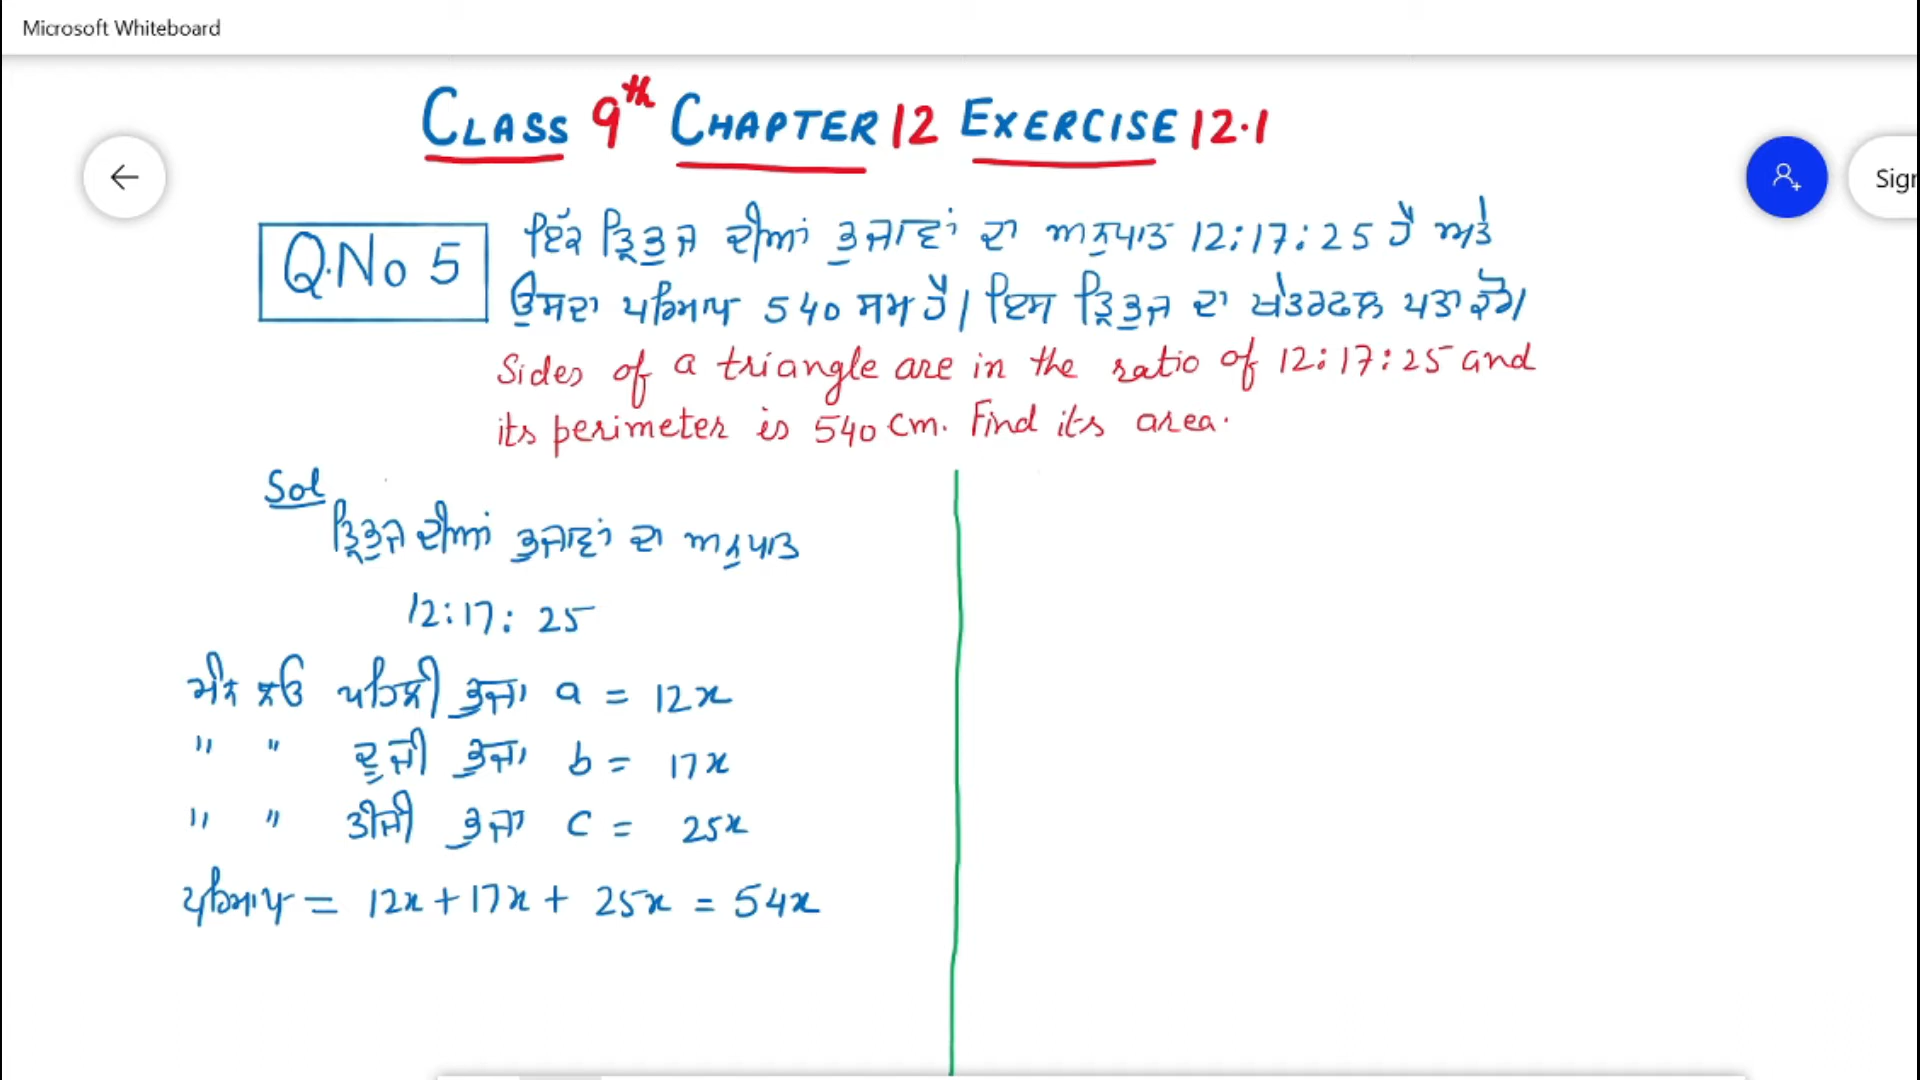 Microsoft Whiteboard
CLASS 9th CHAPTER 12 EXERCISE 12.1
Sign
Q.No 5
ਇੱਕ ਤ੍ਰਿਭੁਜ ਦੀਆਂ ਭੁਜਾਵਾਂ ਦਾ ਅਨੁਪਾਤ 12:17:25 ਹੈ ਅਤੇ
ਉਸਦਾ ਪਰਿਮਾਪ 540 ਸਮ ਹੈ। ਇਸ ਤ੍ਰਿਭੁਜ ਦਾ ਖੇਤਰਫਲ ਪਤਾ ਕਰੋ।
Sides of a triangle are in the ratio of 12:17:25 and
its perimeter is 540 cm. Find its area.
Sol
ਤ੍ਰਿਭੁਜ ਦੀਆਂ ਭੁਜਾਵਾਂ ਦਾ ਅਨੁਪਾਤ
12:17: 25
ਮੰਨ ਲਓ ਪਹਿਲੀ ਭੁਜਾ a = 12x
" " ਦੂਜੀ ਭੁਜਾ b = 17x
" " ਤੀਜੀ ਭੁਜਾ c = 25x
ਪਰਿਮਾਪ = 12x + 17x + 25x = 54x